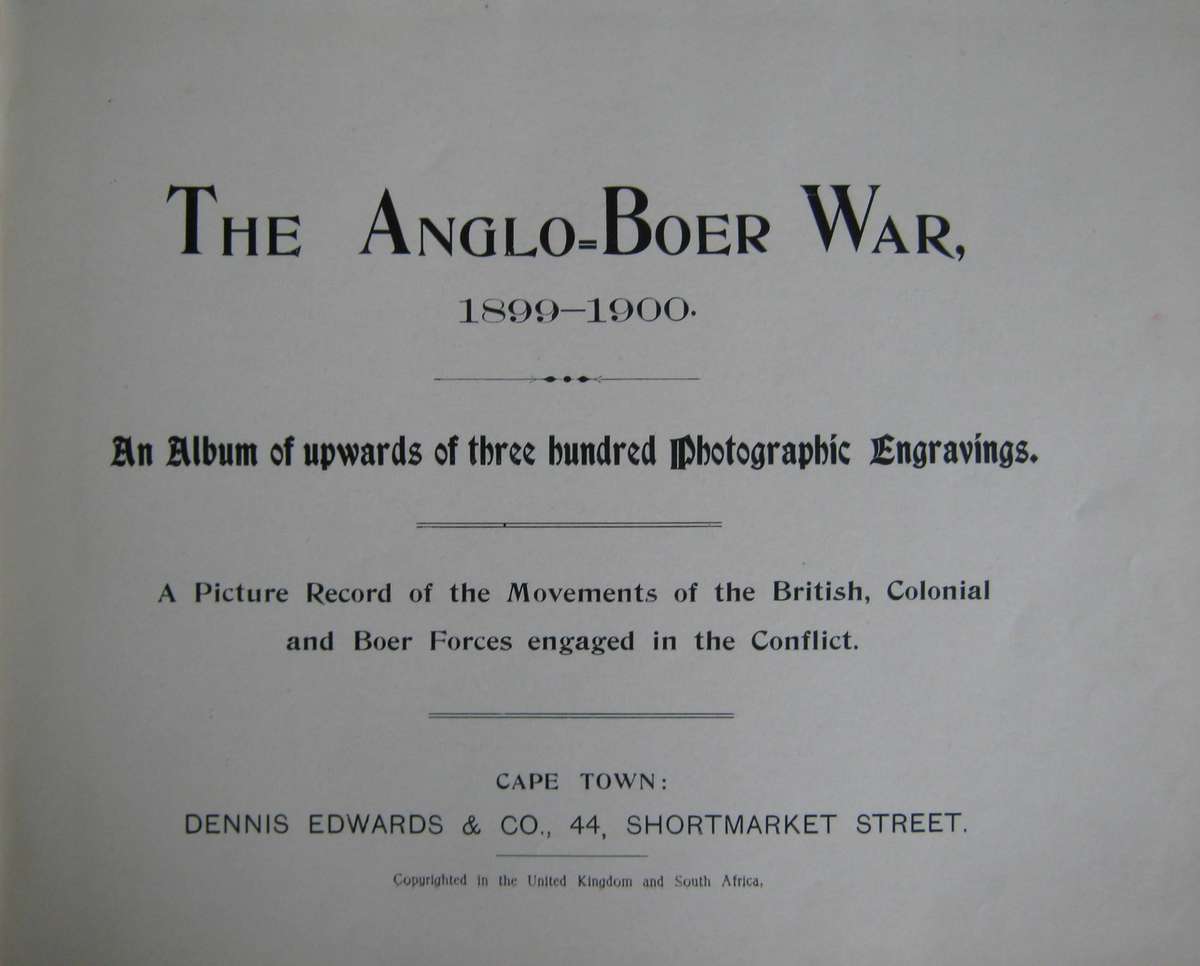 THE ANGLO=BOER WAR,
1899–1900.
An Album of upwards of three hundred Photographic Engravings.
A Picture Record of the Movements of the British, Colonial
and Boer Forces engaged in the Conflict.
CAPE TOWN:
DENNIS EDWARDS & CO., 44, SHORTMARKET STREET.
Copyrighted in the United Kingdom and South Africa.